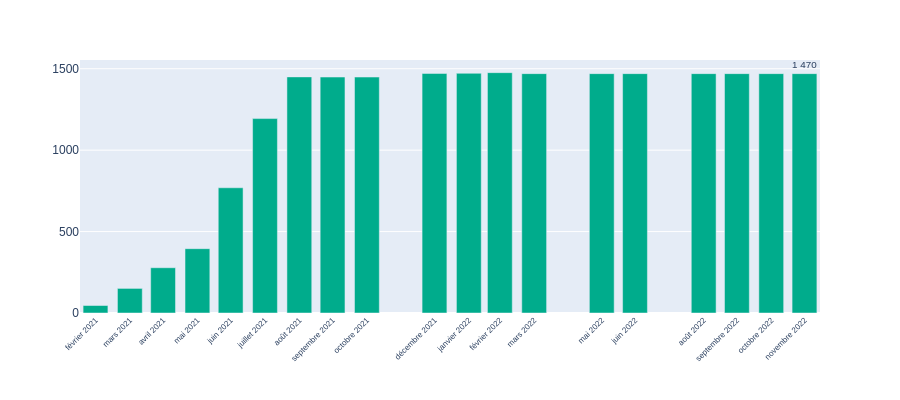 1 470
1500
1000
500
0
février 2021
mars 2021
avril 2021
mai 2021
juin 2021
juillet 2021
août 2021
septembre 2021
octobre 2021
décembre 2021
janvier 2022
février 2022
mars 2022
mai 2022
juin 2022
août 2022
septembre 2022
octobre 2022
novembre 2022